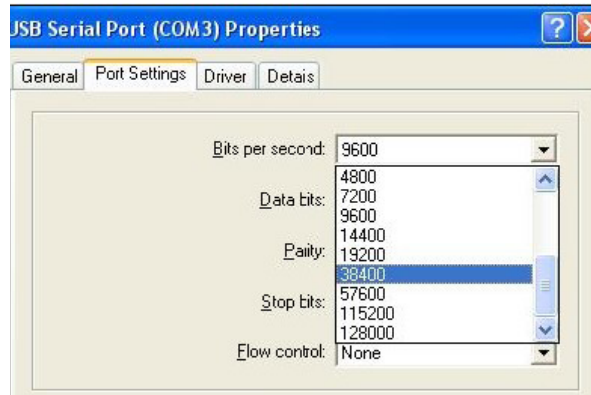 USB Serial Port (COM3) Properties
General Port Settings Driver Details
Bits per second: 9600
4800
Data bits: 7200
9600
14400
Parity: 19200
38400
Stop bits: 57600
115200
128000
Flow control: None